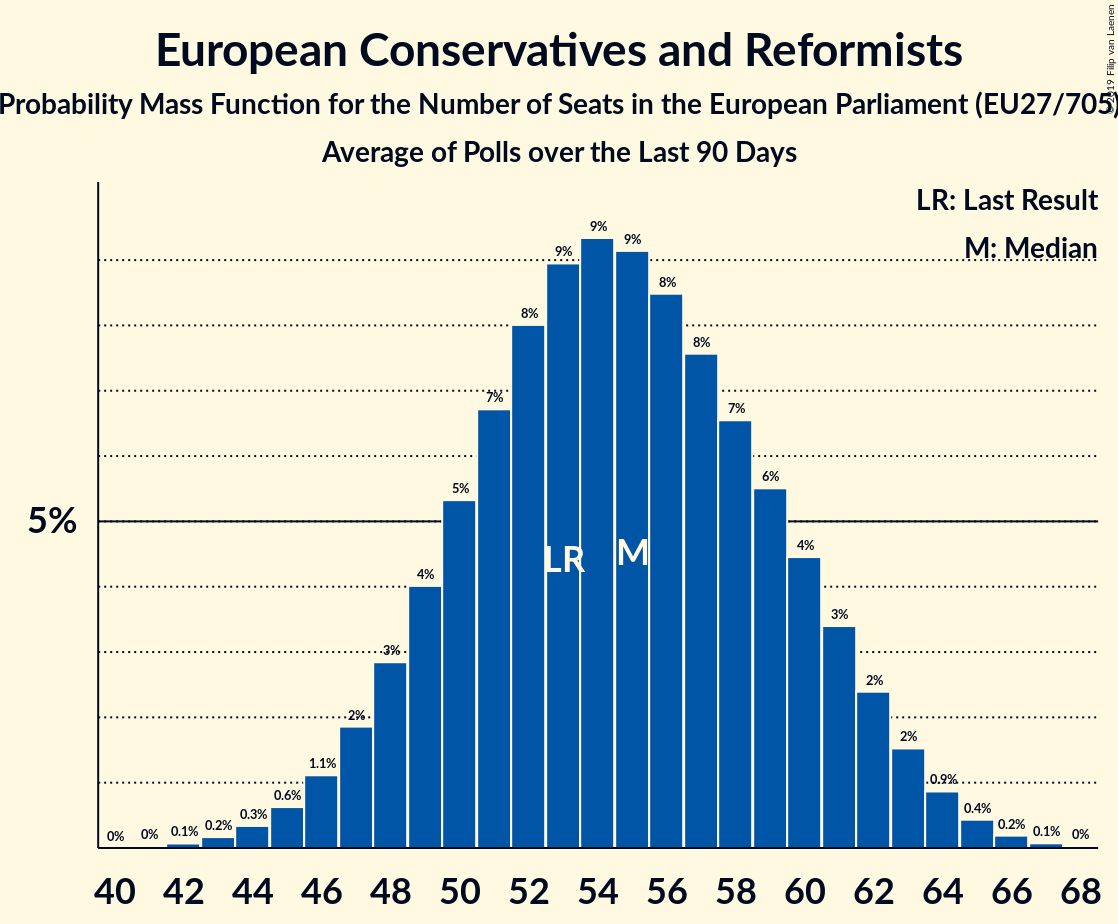 European Conservatives and Reformists
Probability Mass Function for the Number of Seats in the European Parliament (EU27/705)
Average of Polls over the Last 90 Days
© 2019 Filip van Laenen
LR: Last Result
M: Median
5%
0% 0% 0.1% 0.2% 0.3% 0.6% 1.1% 2% 3% 4% 5% 7% 8% 9% 9% 9% 8% 8% 7% 6% 4% 3% 2% 2% 0.9% 0.4% 0.2% 0.1% 0%
LR M
40 42 44 46 48 50 52 54 56 58 60 62 64 66 68